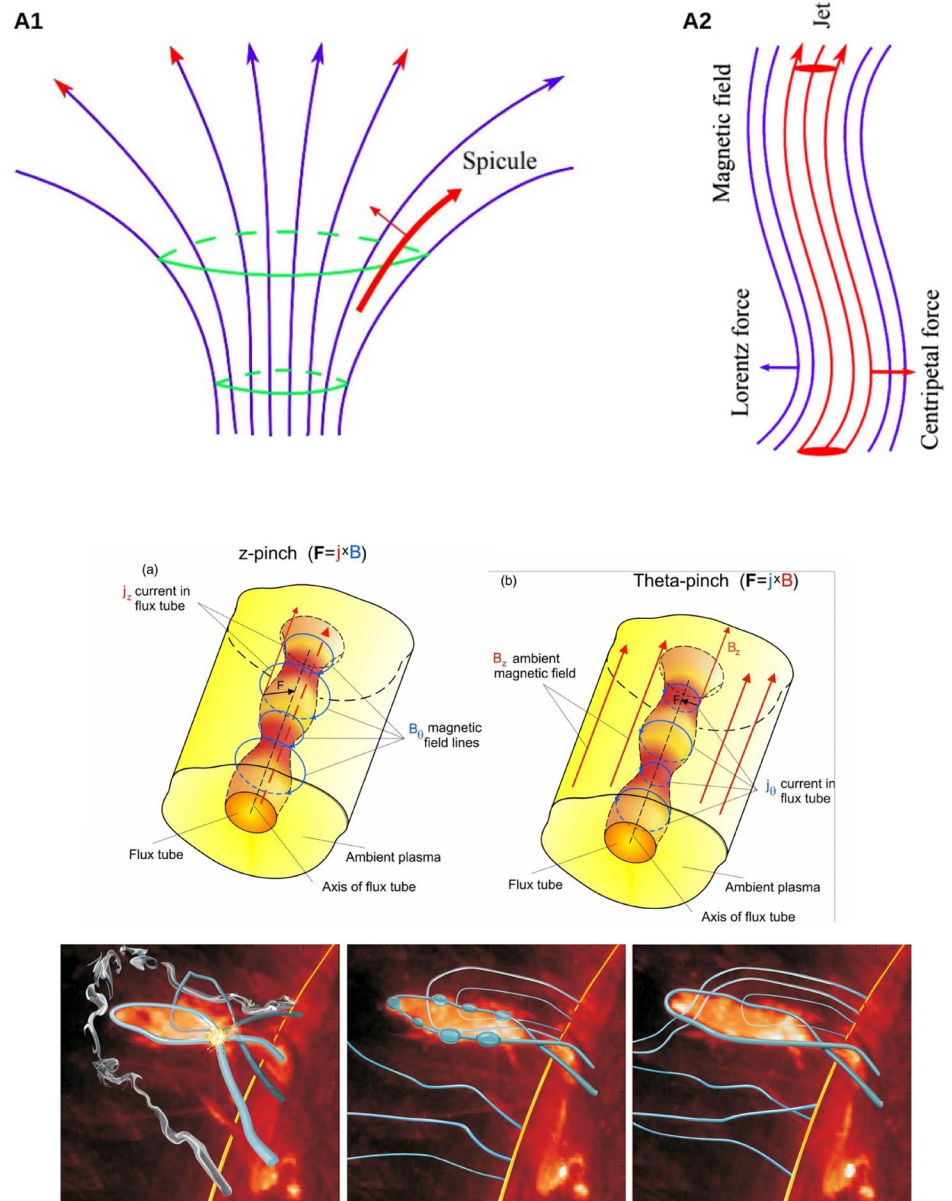 A1
Spicule
A2
Jet
Magnetic field
Lorentz force
Centripetal force
z-pinch (F=j×B)
(a)
j_z current in
flux tube
F
B_θ magnetic
field lines
Flux tube
Ambient plasma
Axis of flux tube
(b)
Theta-pinch (F=j×B)
B_z
B_z ambient
magnetic field
F
j_θ current in
flux tube
Flux tube
Ambient plasma
Axis of flux tube